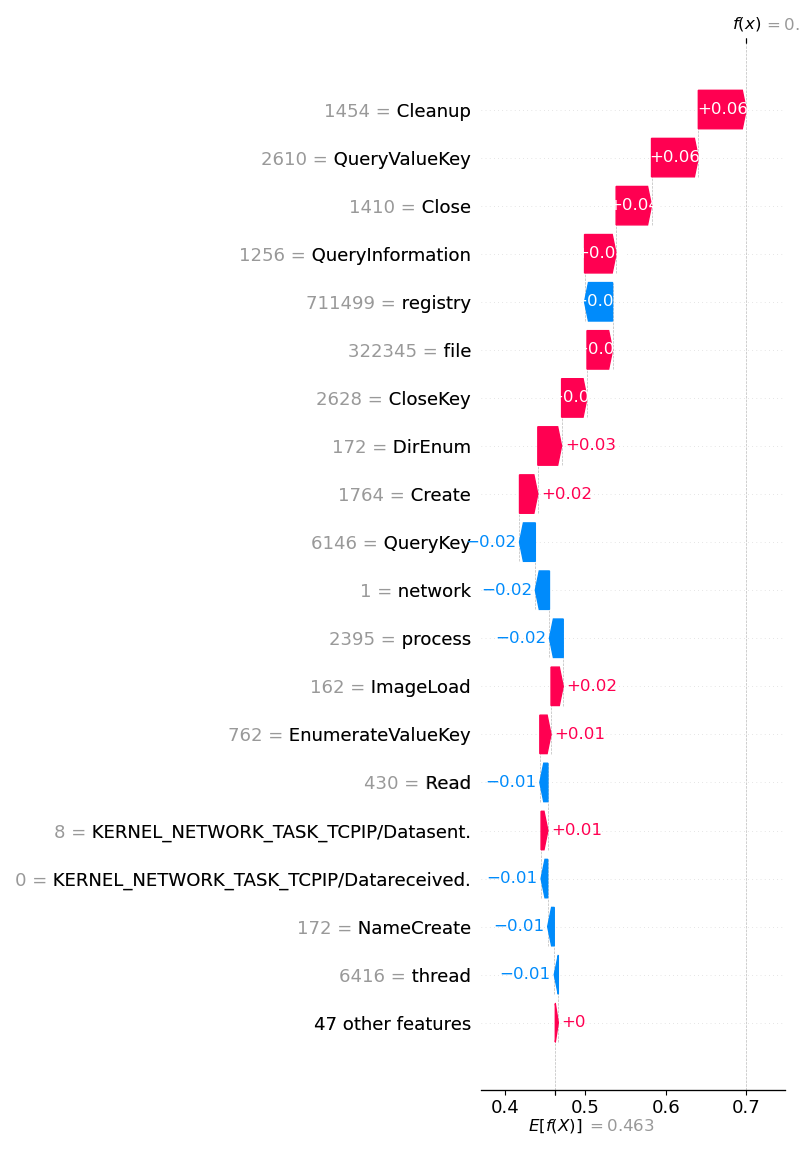 f(x) = 0.
1454 = Cleanup +0.06
2610 = QueryValueKey +0.06
1410 = Close +0.04
1256 = QueryInformation
711499 = registry
322345 = file
2628 = CloseKey
172 = DirEnum +0.03
1764 = Create +0.02
6146 = QueryKey −0.02
1 = network −0.02
2395 = process −0.02
162 = ImageLoad +0.02
762 = EnumerateValueKey +0.01
430 = Read −0.01
8 = KERNEL_NETWORK_TASK_TCPIP/Datasent. +0.01
0 = KERNEL_NETWORK_TASK_TCPIP/Datareceived. −0.01
172 = NameCreate −0.01
6416 = thread −0.01
47 other features +0
0.4 0.5 0.6 0.7
E[f(X)] = 0.463